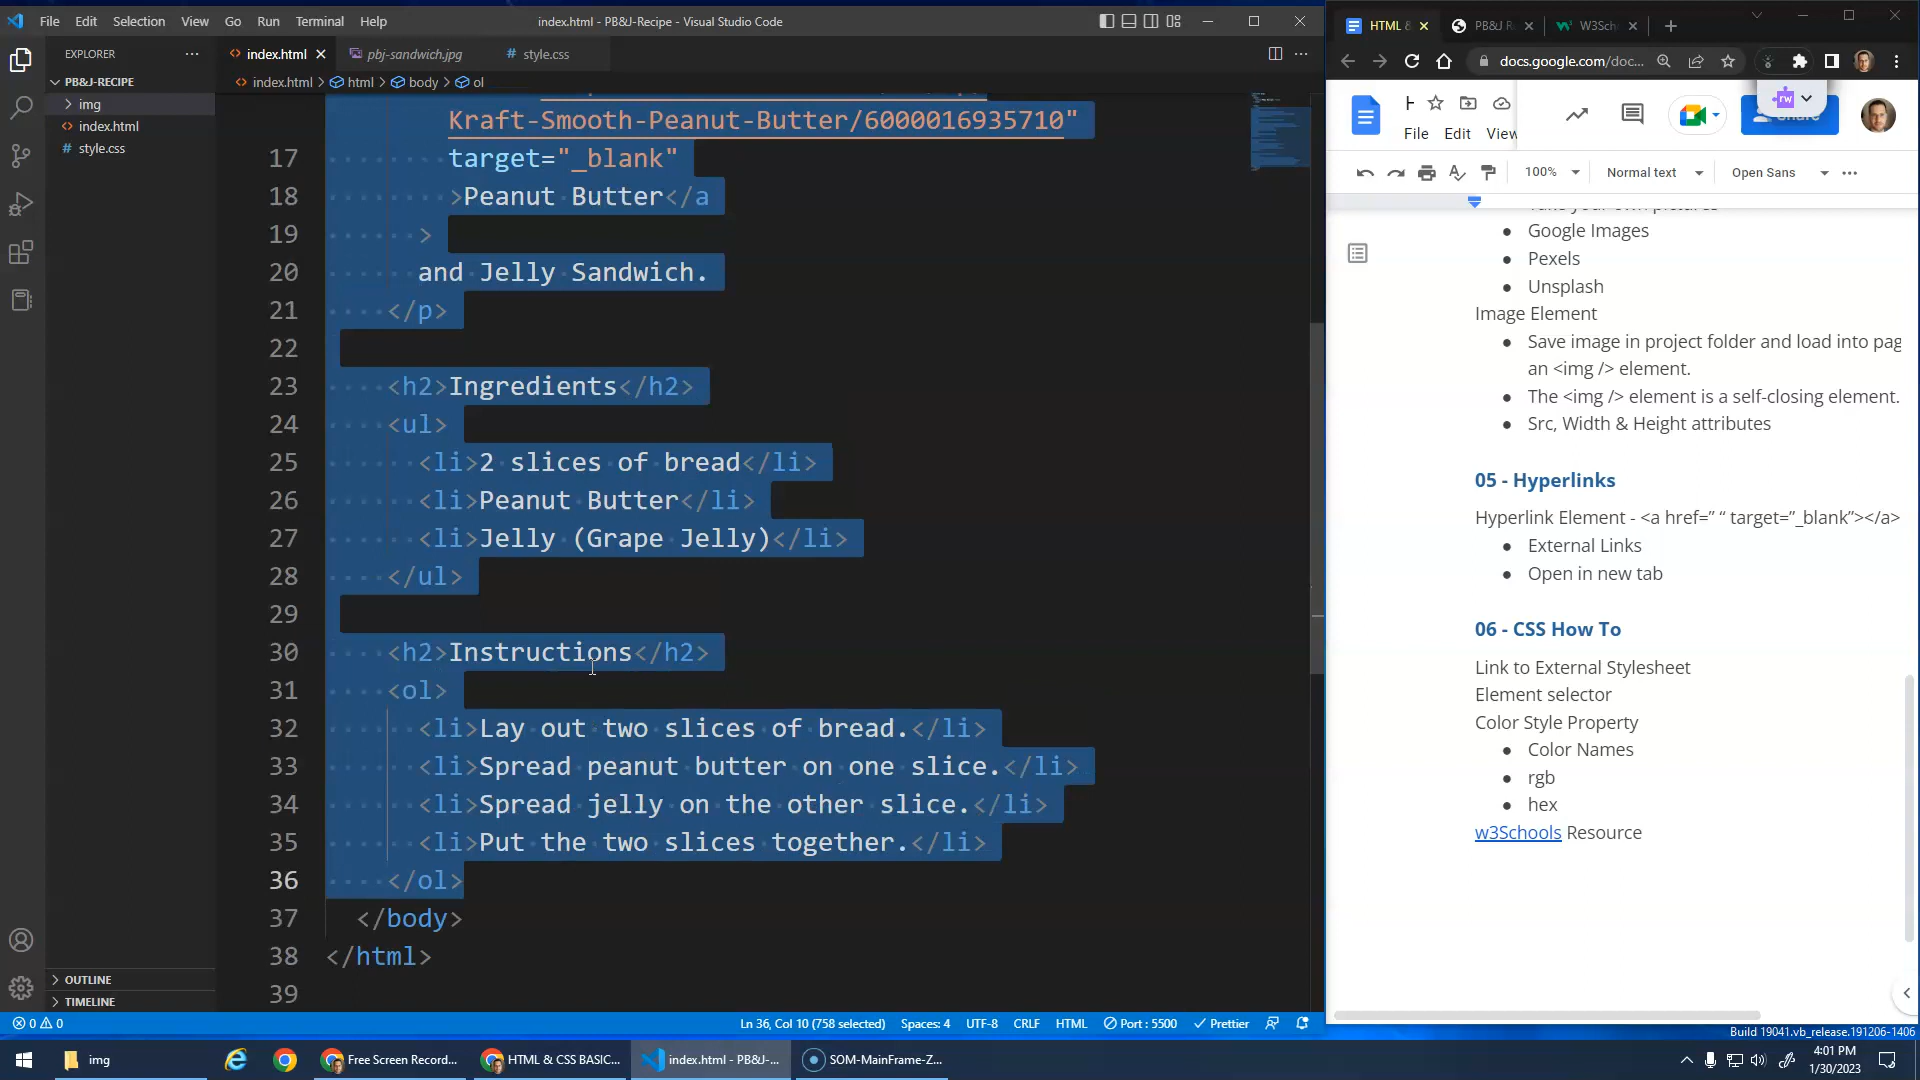 File Edit Selection View Go Run Terminal Help
index.html - PB&J-Recipe - Visual Studio Code
EXPLORER
PB&J-RECIPE
img
index.html
style.css
OUTLINE
TIMELINE
index.html
pbj-sandwich.jpg
# style.css
index.html > html > body > ol
Kraft-Smooth-Peanut-Butter/6000016935710"
17 target="_blank"
18 >Peanut Butter</a
19 >
20 and Jelly Sandwich.
21 </p>
22
23 <h2>Ingredients</h2>
24 <ul>
25 <li>2 slices of bread</li>
26 <li>Peanut Butter</li>
27 <li>Jelly (Grape Jelly)</li>
28 </ul>
29
30 <h2>Instructions</h2>
31 <ol>
32 <li>Lay out two slices of bread.</li>
33 <li>Spread peanut butter on one slice.</li>
34 <li>Spread jelly on the other slice.</li>
35 <li>Put the two slices together.</li>
36 </ol>
37 </body>
38 </html>
39
0 0
Ln 36, Col 10 (758 selected) Spaces: 4 UTF-8 CRLF HTML Port : 5500 Prettier
HTML &
PB&J R
W3Sch
docs.google.com/doc...
File Edit View
rw
100% Normal text Open Sans
Google Images
Pexels
Unsplash
Image Element
Save image in project folder and load into pag
an <img /> element.
The <img /> element is a self-closing element.
Src, Width & Height attributes
05 - Hyperlinks
Hyperlink Element - <a href=” “ target=”_blank”></a>
External Links
Open in new tab
06 - CSS How To
Link to External Stylesheet
Element selector
Color Style Property
Color Names
rgb
hex
w3Schools Resource
Build 19041.vb_release.191206-1406
img
Free Screen Record...
HTML & CSS BASIC...
index.html - PB&J-...
SOM-MainFrame-Z...
4:01 PM
1/30/2023